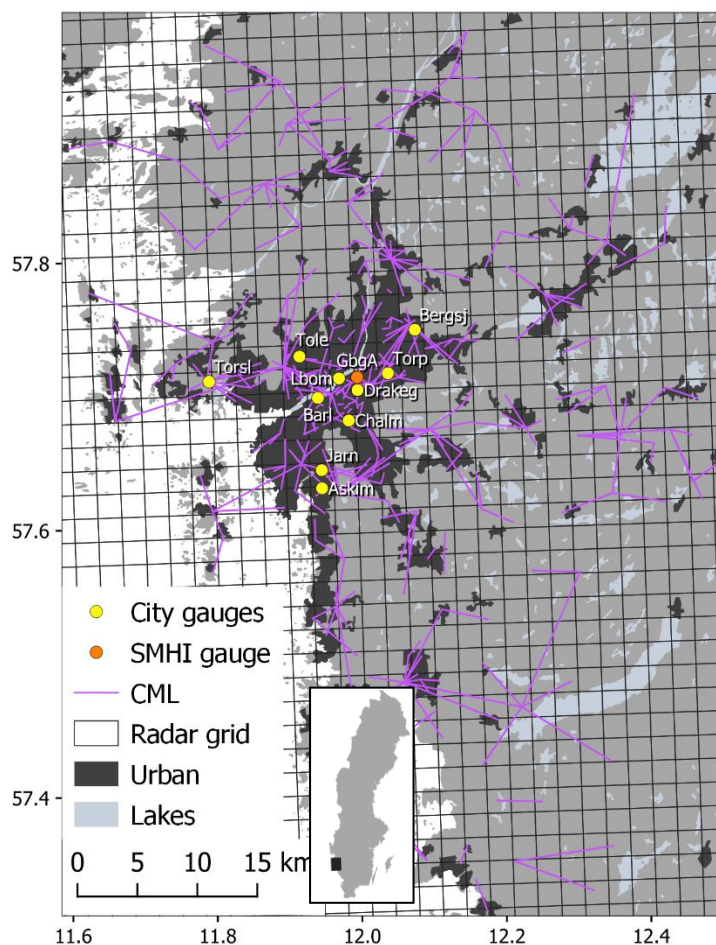 57.8
Bergsj
Tole
GbgA
Torp
Torsl
Lbom
Drakeg
Barl
Chalm
Jarn
Askim
57.6
City gauges
SMHI gauge
CML
Radar grid
Urban
Lakes
57.4
0 5 10 15 km
11.6 11.8 12.0 12.2 12.4